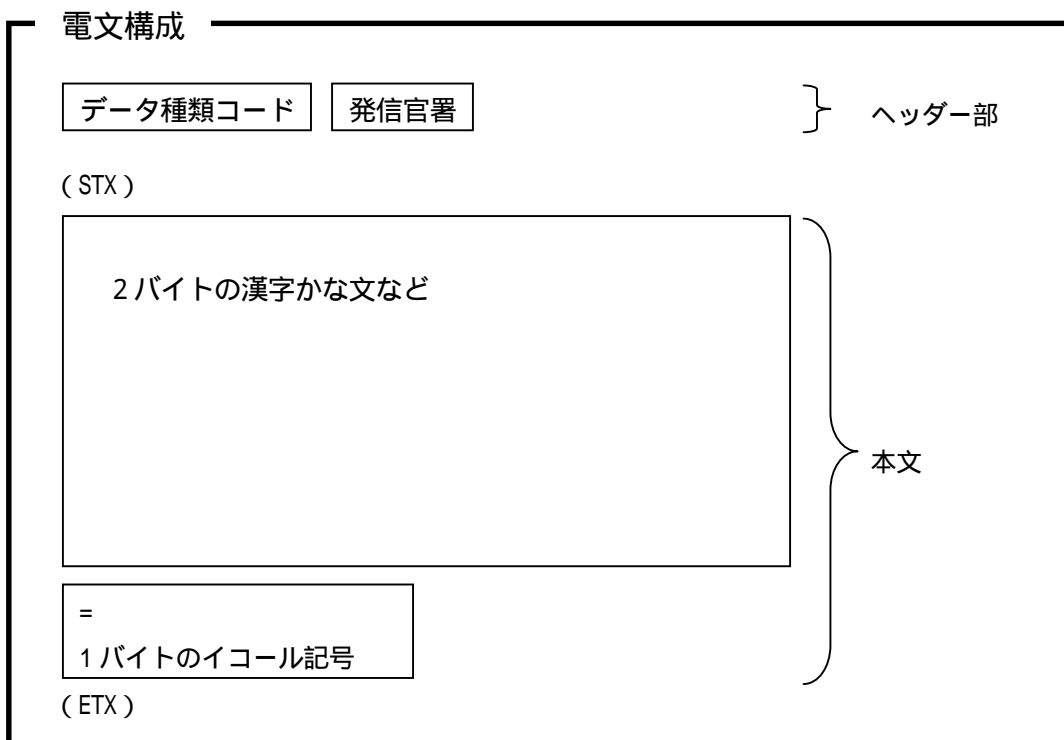 電文構成
データ種類コード 発信官署 ヘッダー部
(STX)
2バイトの漢字かな文など
本文
=
1バイトのイコール記号
(ETX)